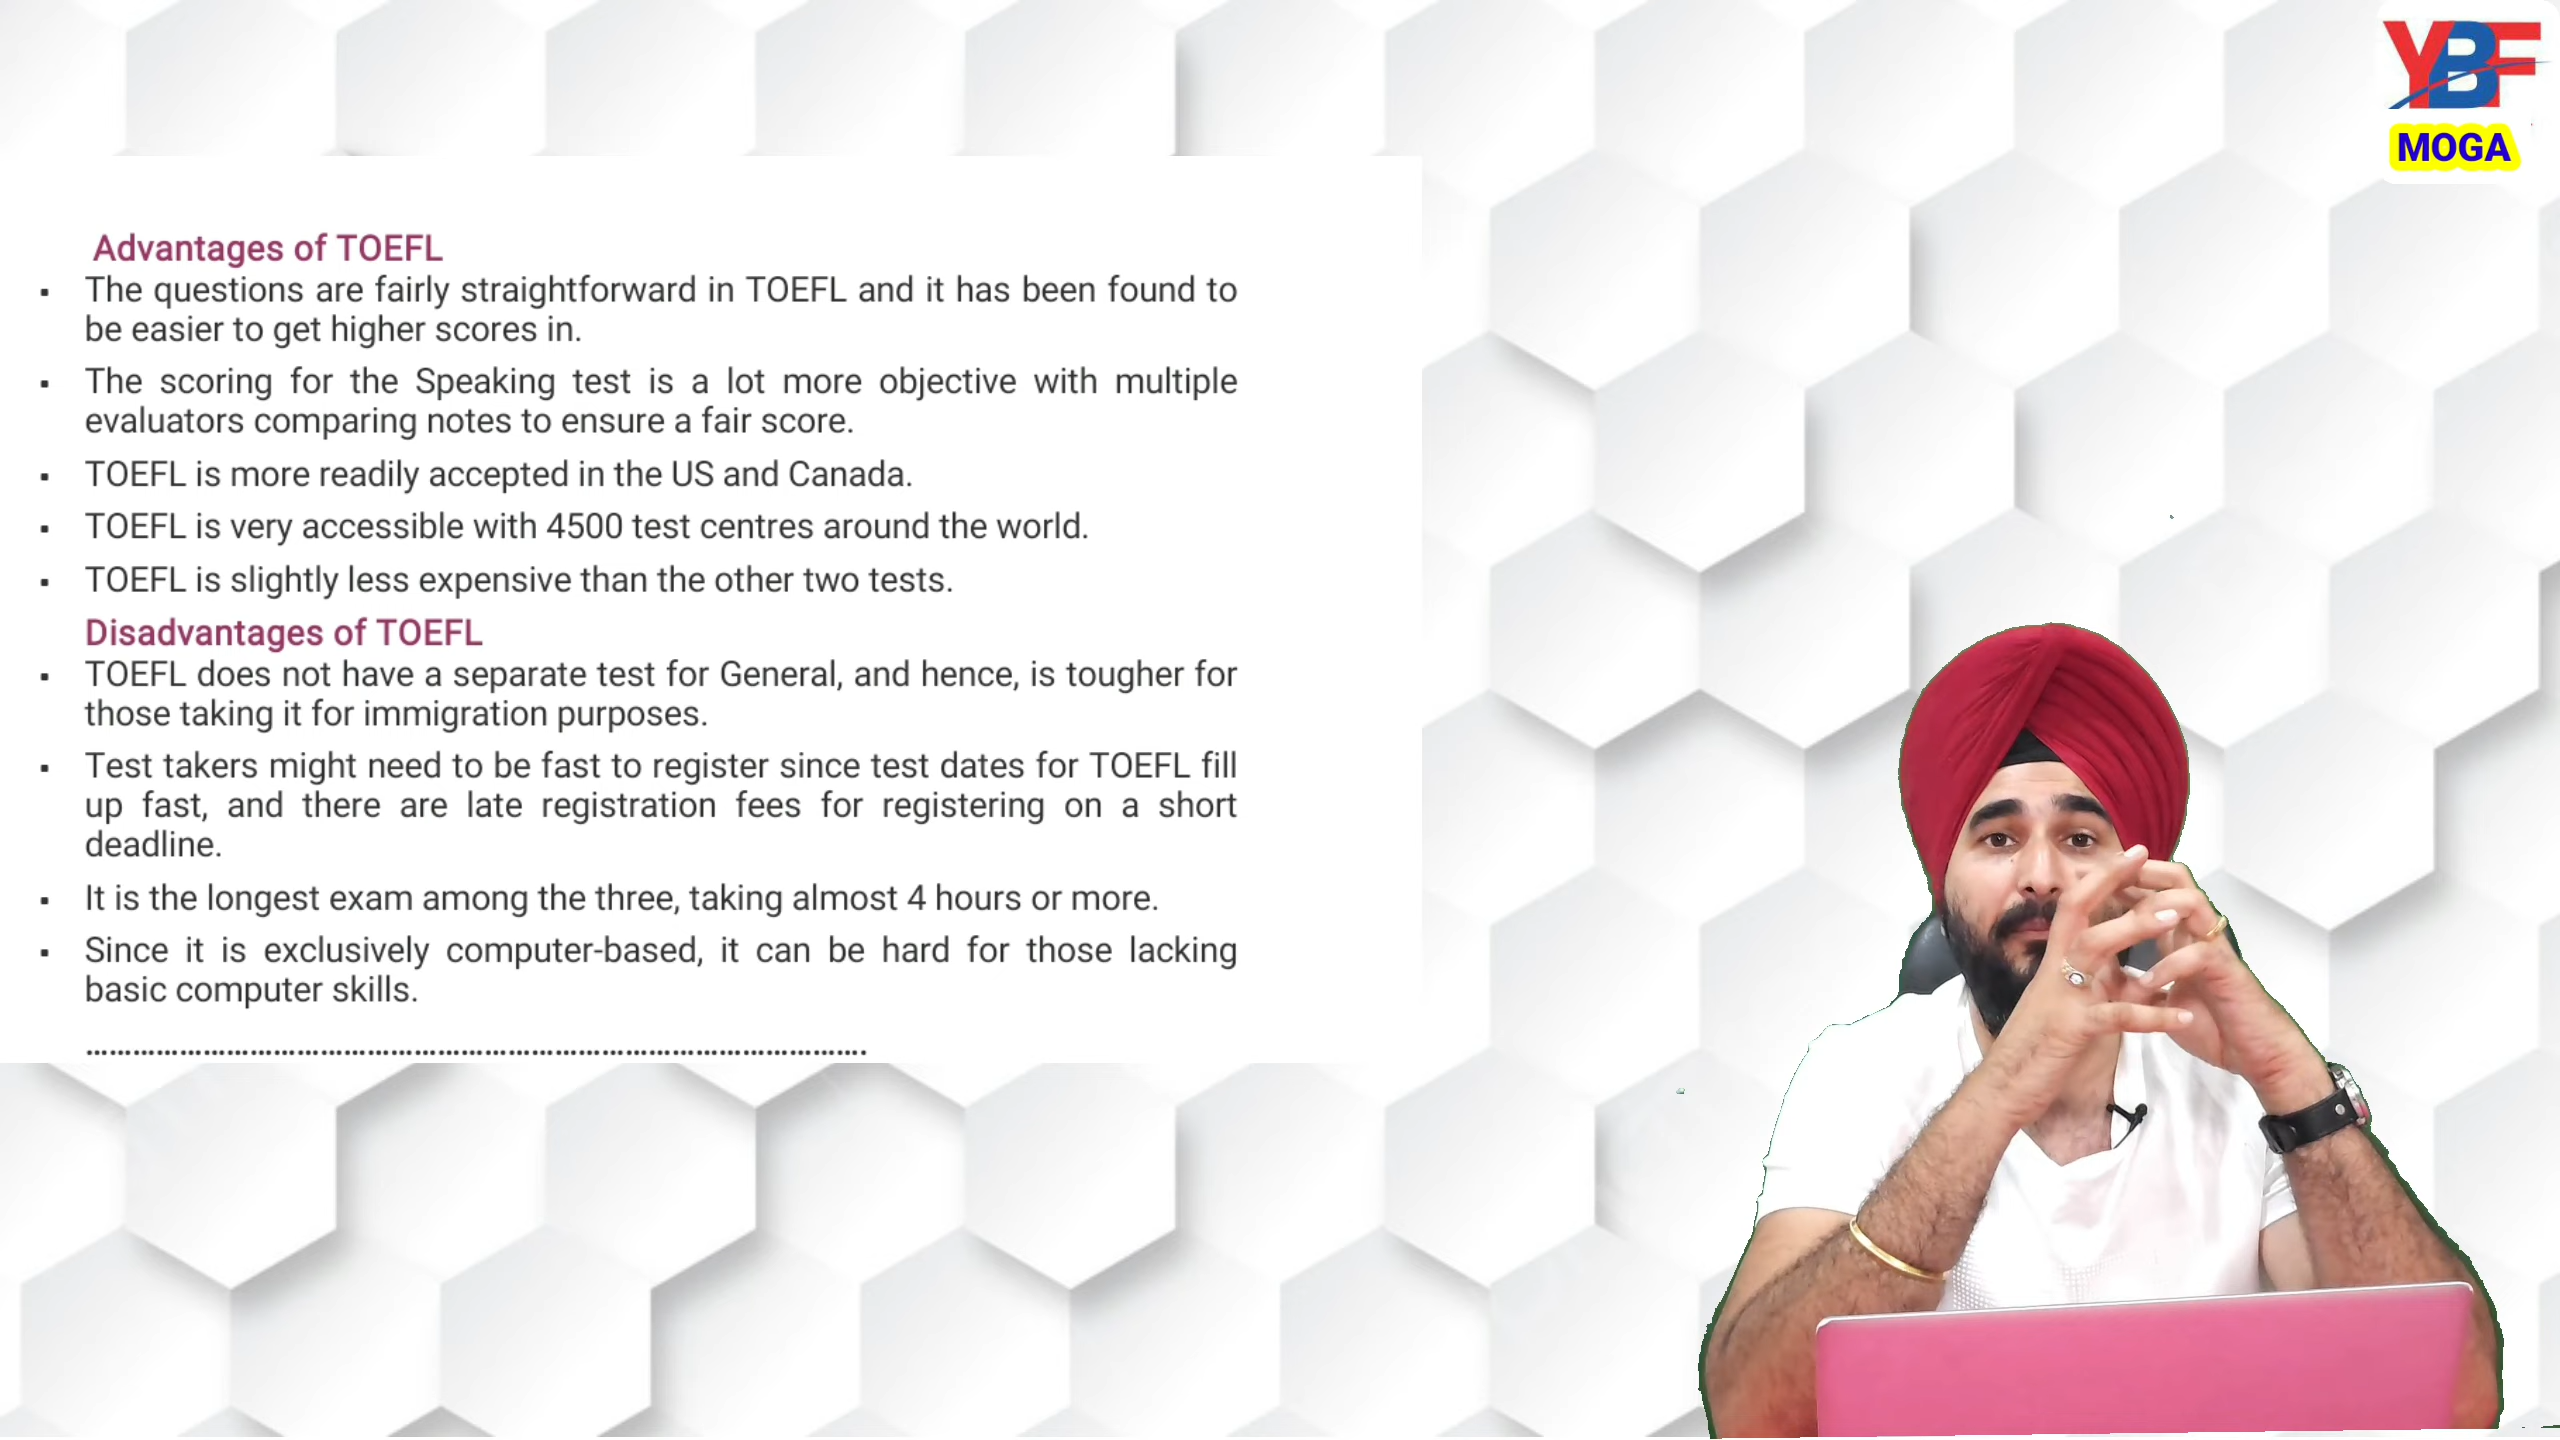 YBF
MOGA
Advantages of TOEFL
▪ The questions are fairly straightforward in TOEFL and it has been found to
be easier to get higher scores in.
▪ The scoring for the Speaking test is a lot more objective with multiple
evaluators comparing notes to ensure a fair score.
▪ TOEFL is more readily accepted in the US and Canada.
▪ TOEFL is very accessible with 4500 test centres around the world.
▪ TOEFL is slightly less expensive than the other two tests.
Disadvantages of TOEFL
▪ TOEFL does not have a separate test for General, and hence, is tougher for
those taking it for immigration purposes.
▪ Test takers might need to be fast to register since test dates for TOEFL fill
up fast, and there are late registration fees for registering on a short
deadline.
▪ It is the longest exam among the three, taking almost 4 hours or more.
▪ Since it is exclusively computer-based, it can be hard for those lacking
basic computer skills.